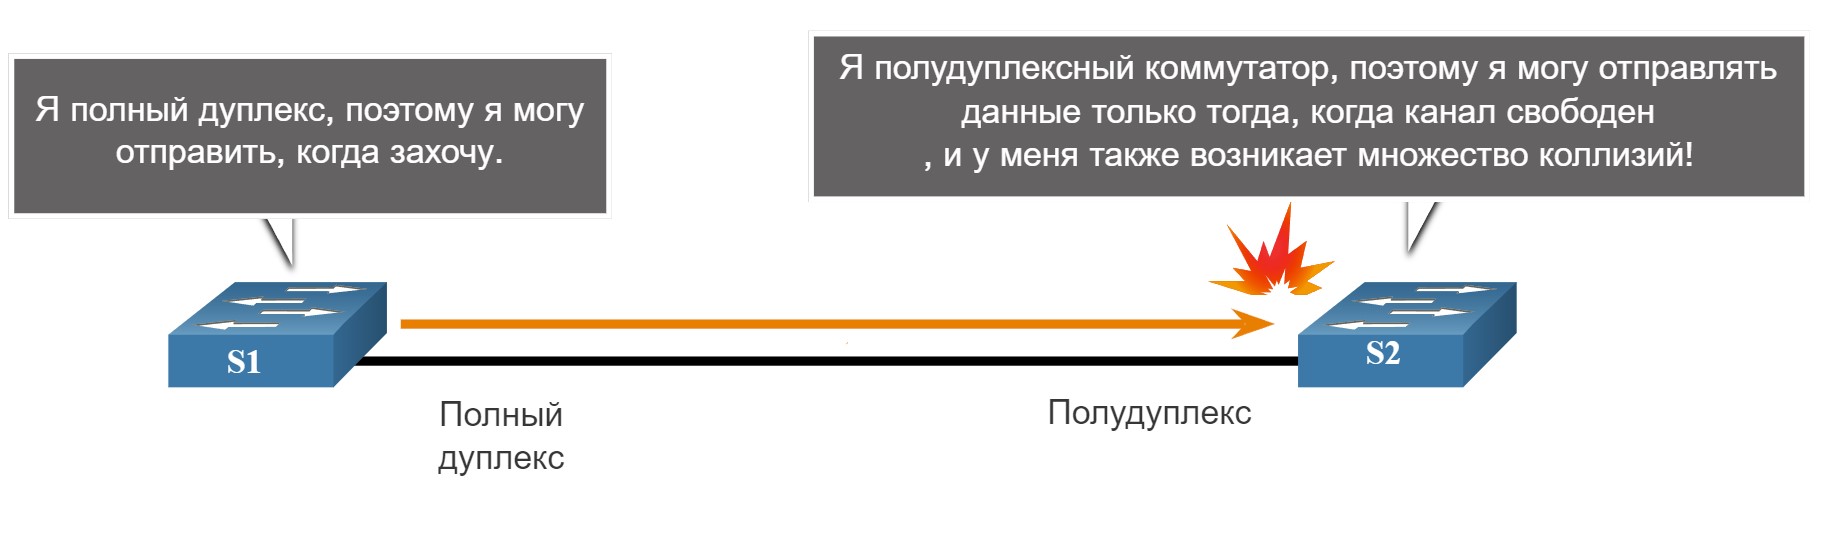 Я полный дуплекс, поэтому я могу
отправить, когда захочу.
Я полудуплексный коммутатор, поэтому я могу отправлять
данные только тогда, когда канал свободен
, и у меня также возникает множество коллизий!
S1
S2
Полный
дуплекс
Полудуплекс